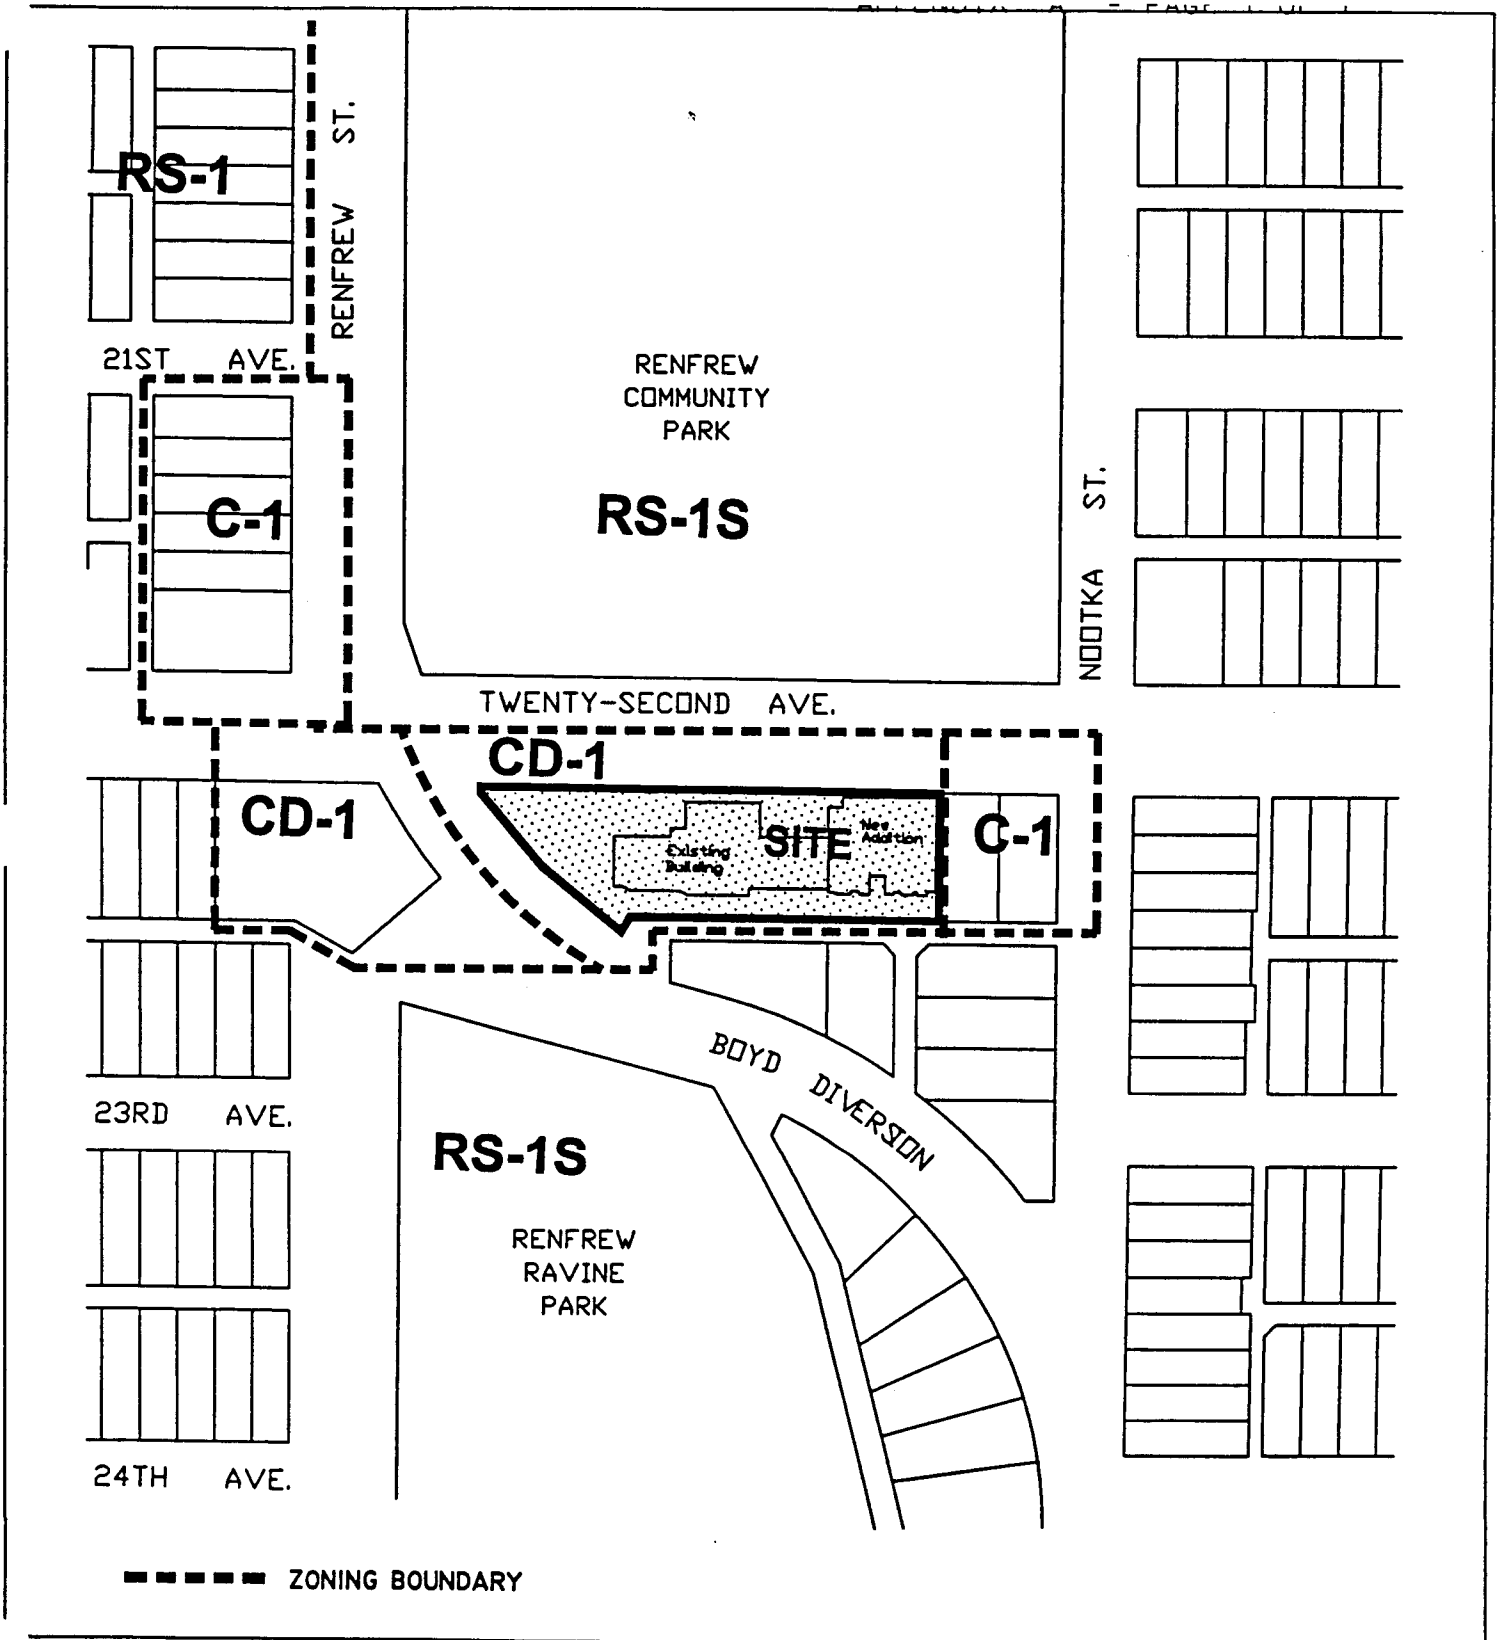 RS-1
RENFREW ST.
21ST AVE.
RENFREW
COMMUNITY
PARK
C-1
RS-1S
NOOTKA ST.
TWENTY-SECOND AVE.
CD-1
CD-1
SITE
New
Addition
Existing
Building
C-1
BOYD DIVERSION
23RD AVE.
RS-1S
RENFREW
RAVINE
PARK
24TH AVE.
ZONING BOUNDARY